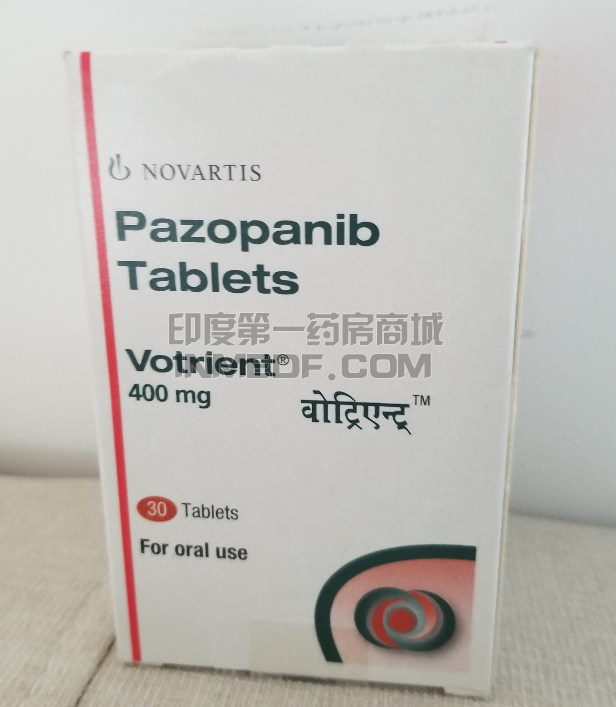 NOVARTIS
Pazopanib
Tablets
印度第一药房商城
Votrient®
INMEDF.COM
400 mg
वोट्रिएन्ट्™
30 Tablets
For oral use